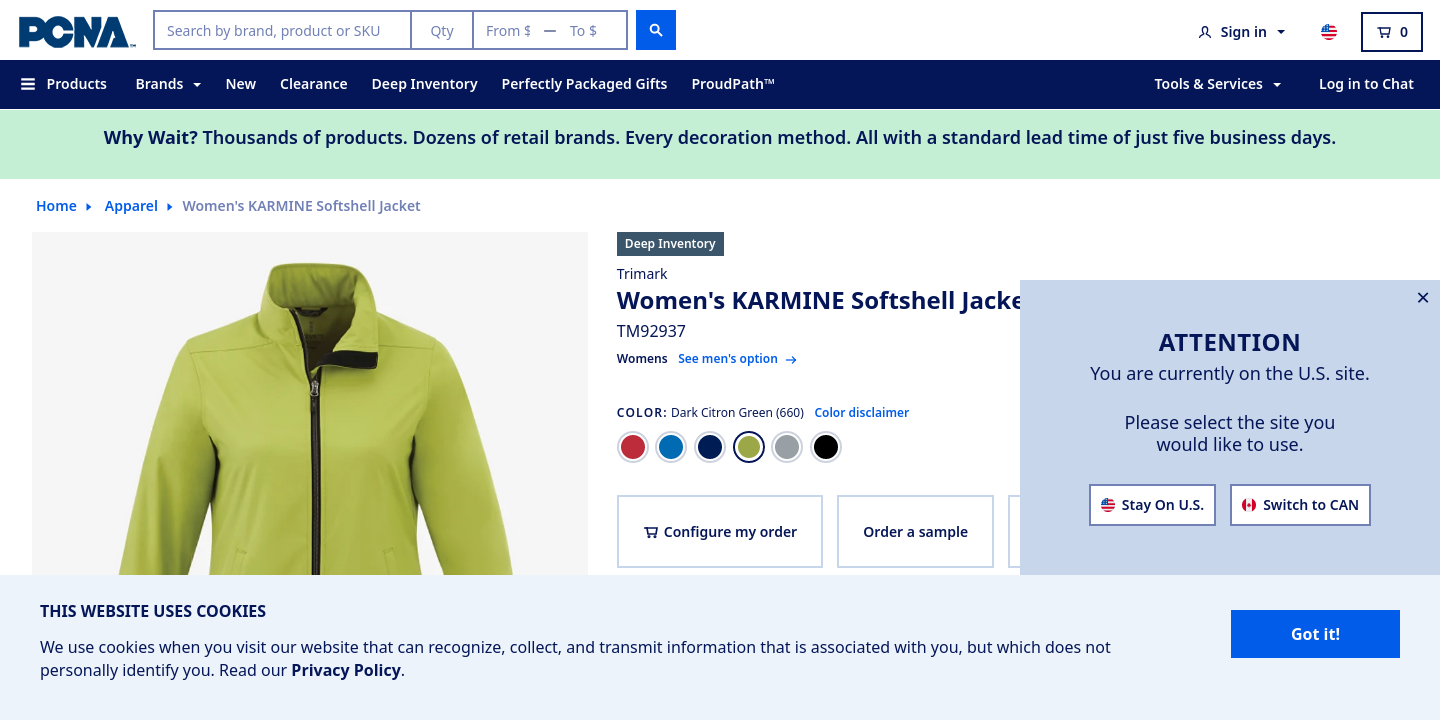 PCNA™
Search by brand, product or SKU
Qty
From $ — To $
Sign in
0
Products
Brands
New
Clearance
Deep Inventory
Perfectly Packaged Gifts
ProudPath™
Tools & Services
Log in to Chat
Why Wait? Thousands of products. Dozens of retail brands. Every decoration method. All with a standard lead time of just five business days.
Home
Apparel
Women's KARMINE Softshell Jacket
Deep Inventory
Trimark
Women's KARMINE Softshell Jacke
TM92937
Womens See men's option
COLOR: Dark Citron Green (660) Color disclaimer
Configure my order
Order a sample
ATTENTION
You are currently on the U.S. site.
Please select the site you
would like to use.
Stay On U.S.
Switch to CAN
THIS WEBSITE USES COOKIES
We use cookies when you visit our website that can recognize, collect, and transmit information that is associated with you, but which does not
personally identify you. Read our Privacy Policy.
Got it!